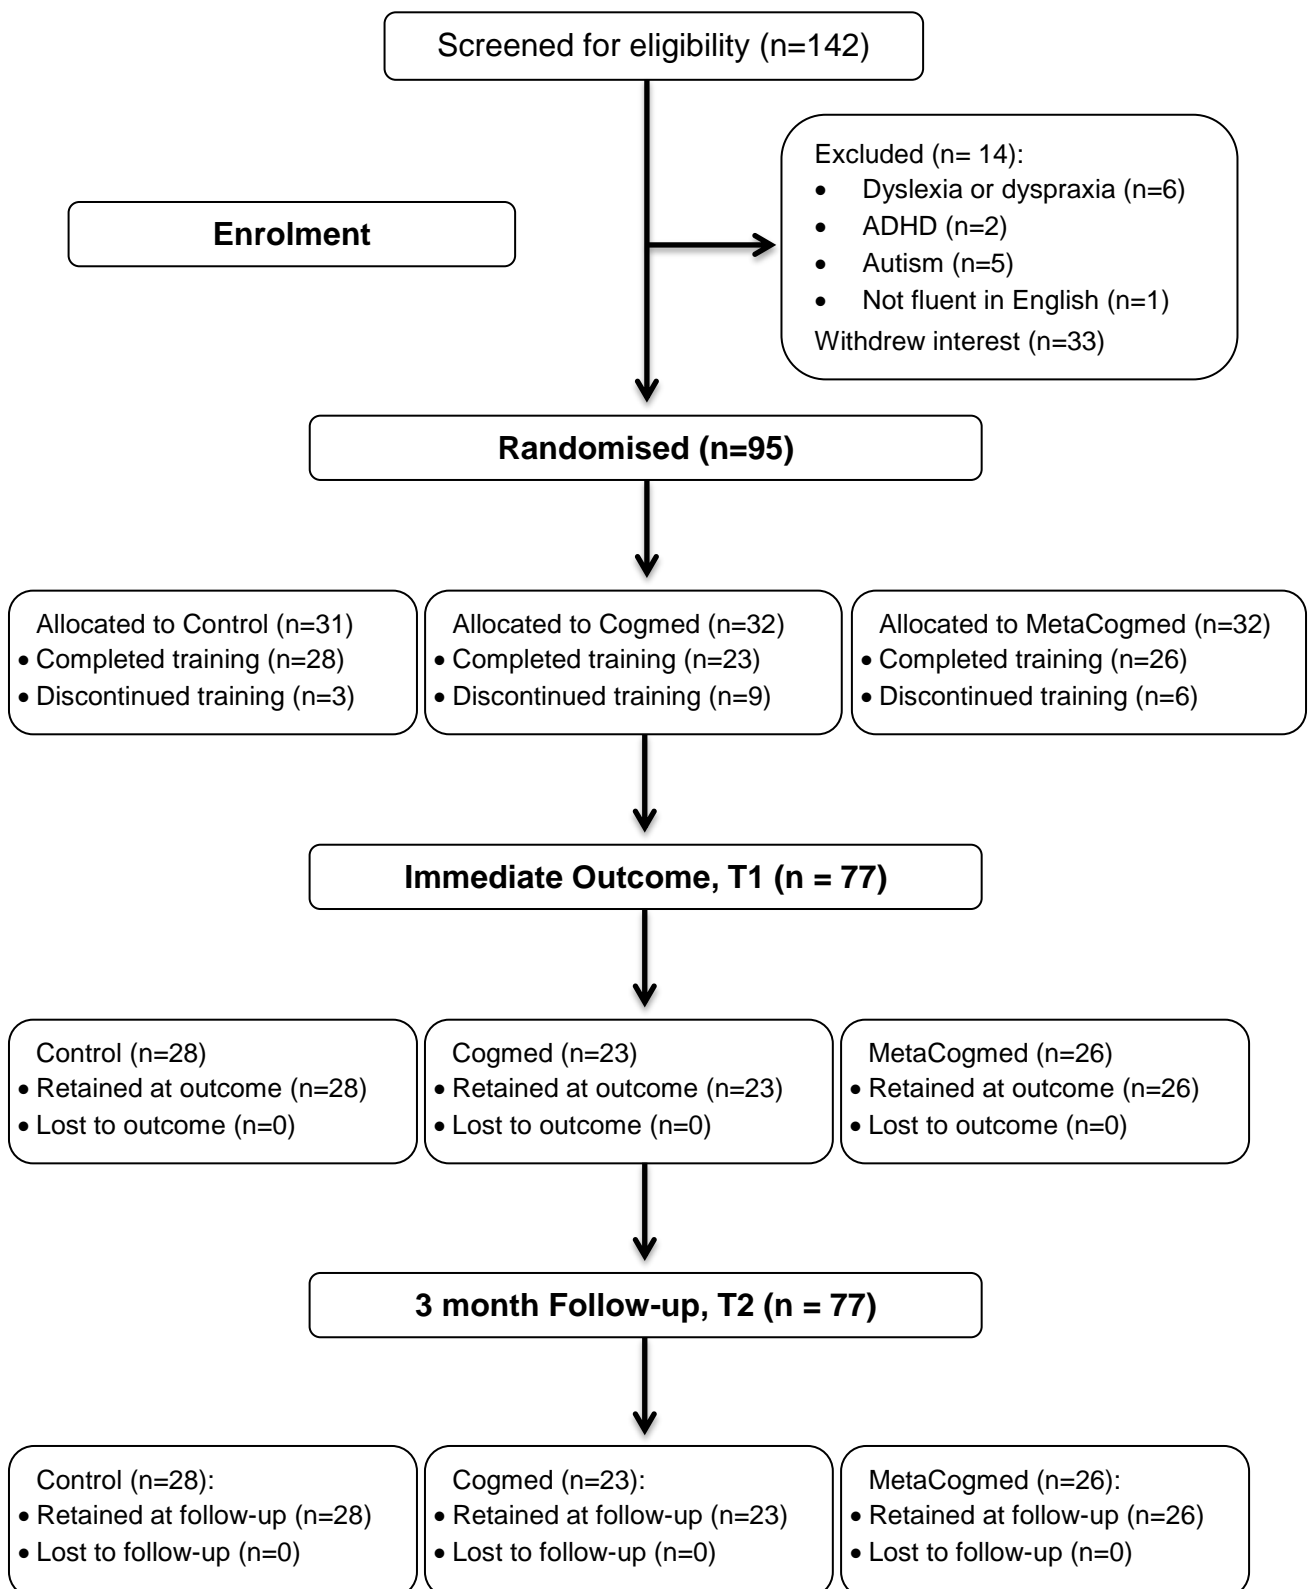 Screened for eligibility (n=142)
Excluded (n= 14):
• Dyslexia or dyspraxia (n=6)
• ADHD (n=2)
• Autism (n=5)
• Not fluent in English (n=1)
Withdrew interest (n=33)
Enrolment
Randomised (n=95)
Allocated to Control (n=31)
• Completed training (n=28)
• Discontinued training (n=3)
Allocated to Cogmed (n=32)
• Completed training (n=23)
• Discontinued training (n=9)
Allocated to MetaCogmed (n=32)
• Completed training (n=26)
• Discontinued training (n=6)
Immediate Outcome, T1 (n = 77)
Control (n=28)
• Retained at outcome (n=28)
• Lost to outcome (n=0)
Cogmed (n=23)
• Retained at outcome (n=23)
• Lost to outcome (n=0)
MetaCogmed (n=26)
• Retained at outcome (n=26)
• Lost to outcome (n=0)
3 month Follow-up, T2 (n = 77)
Control (n=28):
• Retained at follow-up (n=28)
• Lost to follow-up (n=0)
Cogmed (n=23):
• Retained at follow-up (n=23)
• Lost to follow-up (n=0)
MetaCogmed (n=26):
• Retained at follow-up (n=26)
• Lost to follow-up (n=0)